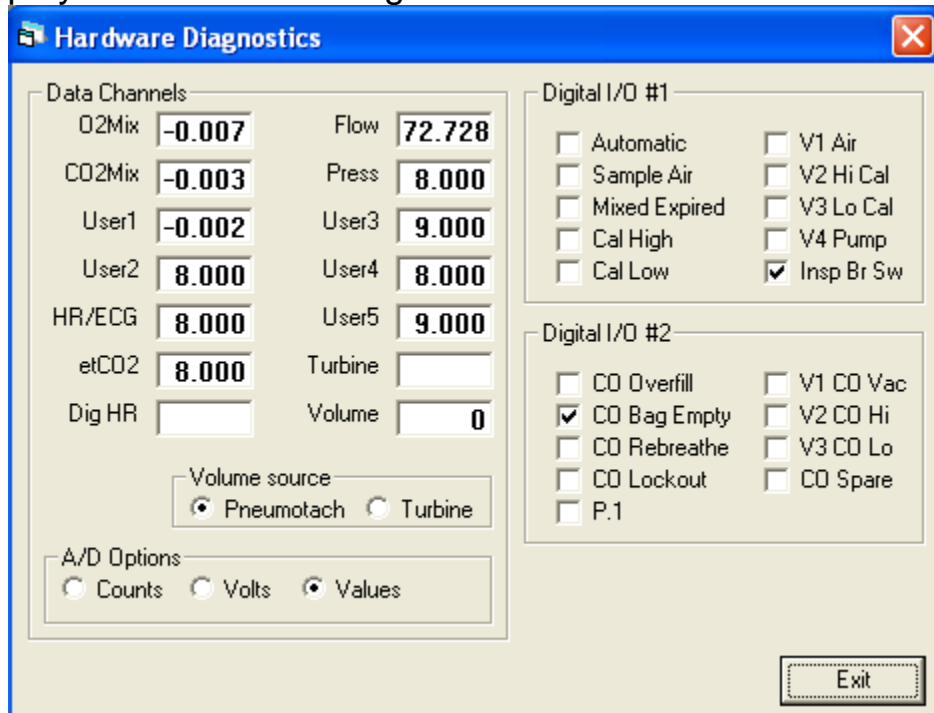 Hardware Diagnostics
Data Channels
O2Mix -0.007 Flow 72.728
CO2Mix -0.003 Press 8.000
User1 -0.002 User3 9.000
User2 8.000 User4 8.000
HR/ECG 8.000 User5 9.000
etCO2 8.000 Turbine
Dig HR Volume 0
Volume source
Pneumotach Turbine
A/D Options
Counts Volts Values
Digital I/O #1
Automatic V1 Air
Sample Air V2 Hi Cal
Mixed Expired V3 Lo Cal
Cal High V4 Pump
Cal Low Insp Br Sw
Digital I/O #2
CO Overfill V1 CO Vac
CO Bag Empty V2 CO Hi
CO Rebreathe V3 CO Lo
CO Lockout CO Spare
P.1
Exit